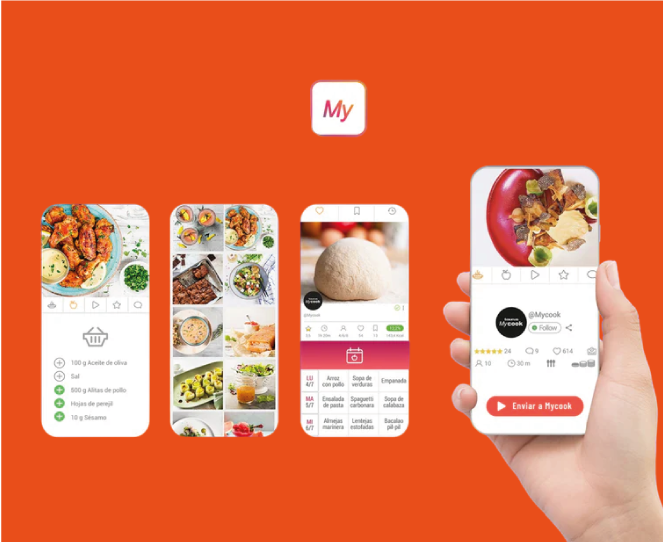 My
100 g Aceite de oliva
Sal
800 g Alitas de pollo
Hojas de perejil
10 g Sésamo
Mycook
@Mycook
LU
4/7
Arroz
con pollo
Sopa de
verduras
Empanada
MA
5/7
Ensalada
de pasta
Spaguetti
carbonara
Sopa de
calabaza
MI
6/7
Almejas
marinera
Lentejas
estofadas
Bacalao
pil pil
Mycook
@Mycook
Follow
24
9
614
10
30 m
Enviar a Mycook